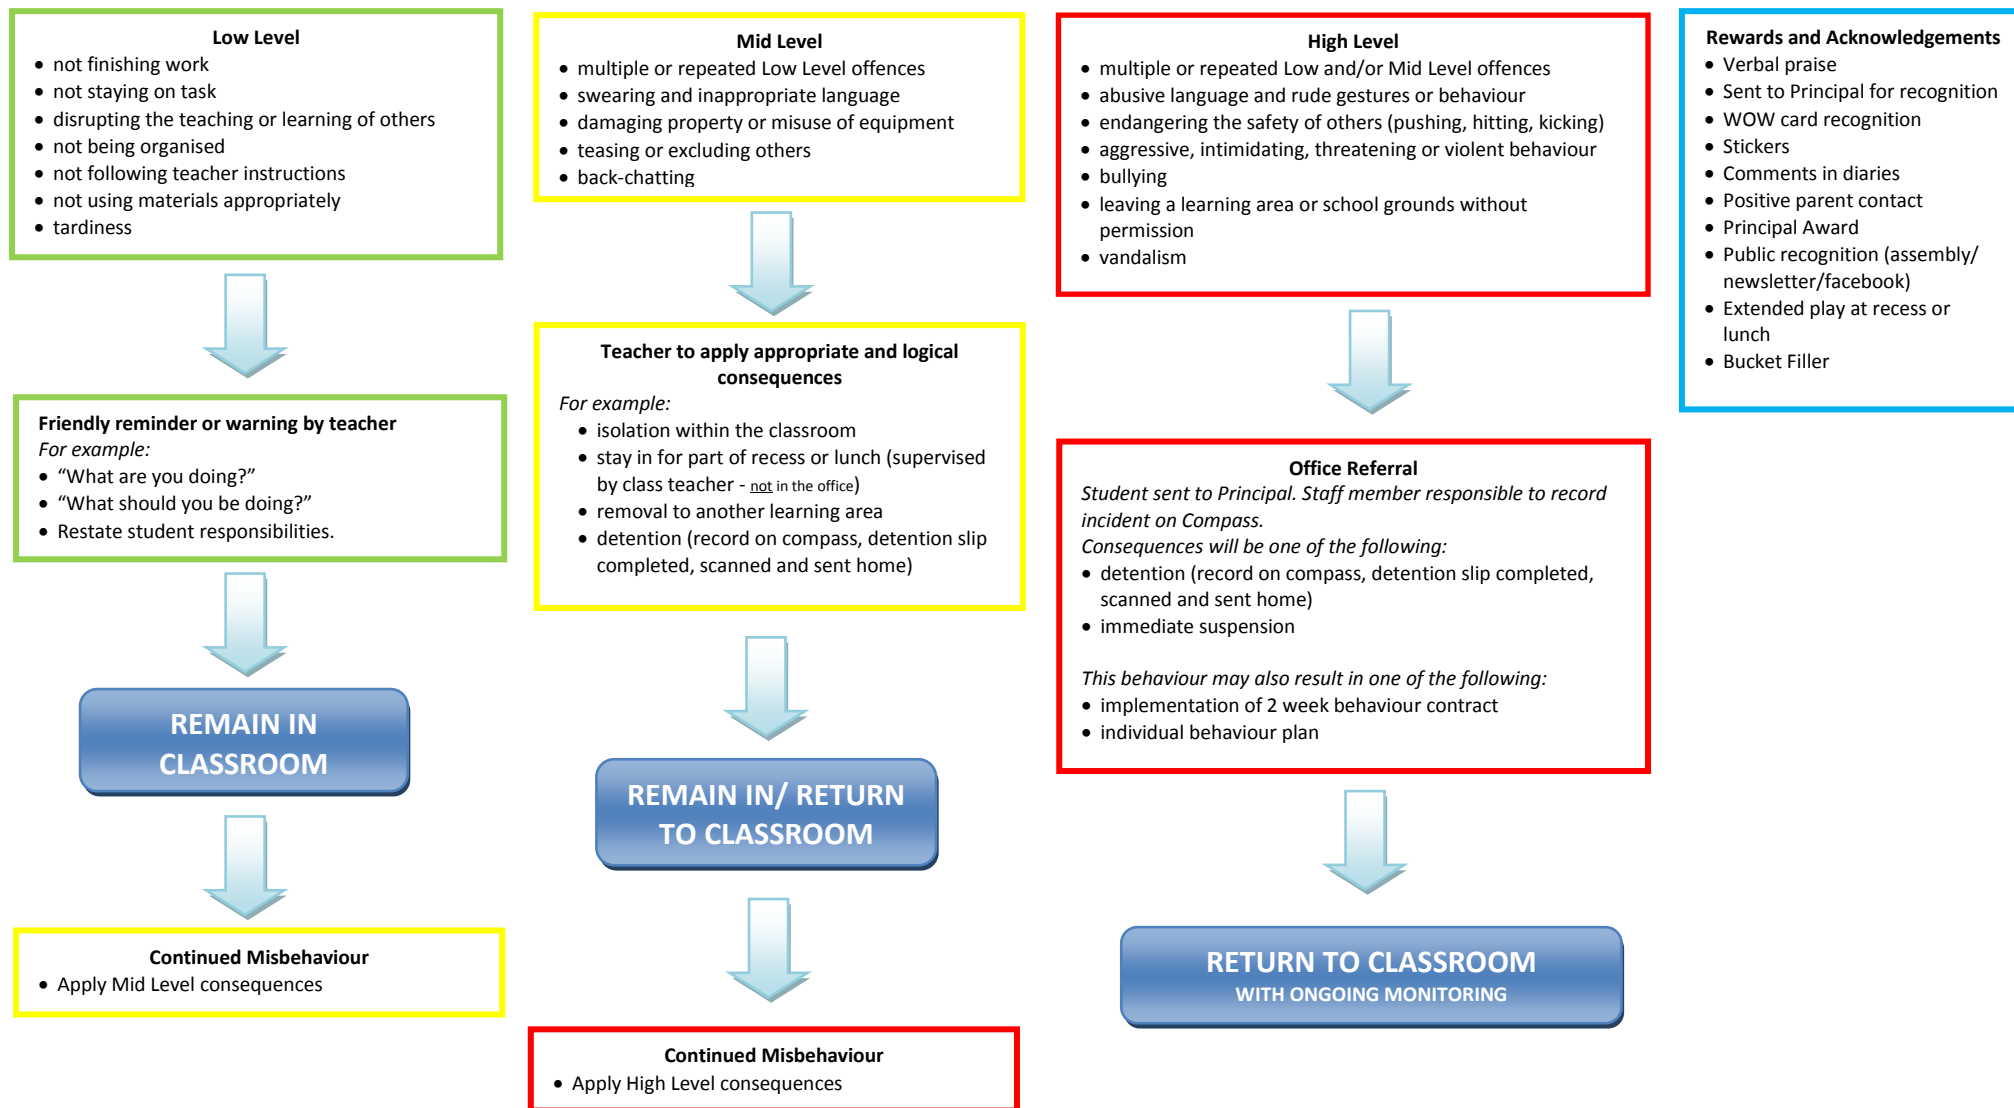 Low Level
• not finishing work
• not staying on task
• disrupting the teaching or learning of others
• not being organised
• not following teacher instructions
• not using materials appropriately
• tardiness
Friendly reminder or warning by teacher
For example:
• “What are you doing?”
• “What should you be doing?”
• Restate student responsibilities.
REMAIN IN
CLASSROOM
Continued Misbehaviour
• Apply Mid Level consequences
Mid Level
• multiple or repeated Low Level offences
• swearing and inappropriate language
• damaging property or misuse of equipment
• teasing or excluding others
• back-chatting
Teacher to apply appropriate and logical
consequences
For example:
• isolation within the classroom
• stay in for part of recess or lunch (supervised
by class teacher - not in the office)
• removal to another learning area
• detention (record on compass, detention slip
completed, scanned and sent home)
REMAIN IN/ RETURN
TO CLASSROOM
Continued Misbehaviour
• Apply High Level consequences
High Level
• multiple or repeated Low and/or Mid Level offences
• abusive language and rude gestures or behaviour
• endangering the safety of others (pushing, hitting, kicking)
• aggressive, intimidating, threatening or violent behaviour
• bullying
• leaving a learning area or school grounds without
permission
• vandalism
Office Referral
Student sent to Principal. Staff member responsible to record
incident on Compass.
Consequences will be one of the following:
• detention (record on compass, detention slip completed,
scanned and sent home)
• immediate suspension
This behaviour may also result in one of the following:
• implementation of 2 week behaviour contract
• individual behaviour plan
RETURN TO CLASSROOM
WITH ONGOING MONITORING
Rewards and Acknowledgements
• Verbal praise
• Sent to Principal for recognition
• WOW card recognition
• Stickers
• Comments in diaries
• Positive parent contact
• Principal Award
• Public recognition (assembly/
newsletter/facebook)
• Extended play at recess or
lunch
• Bucket Filler